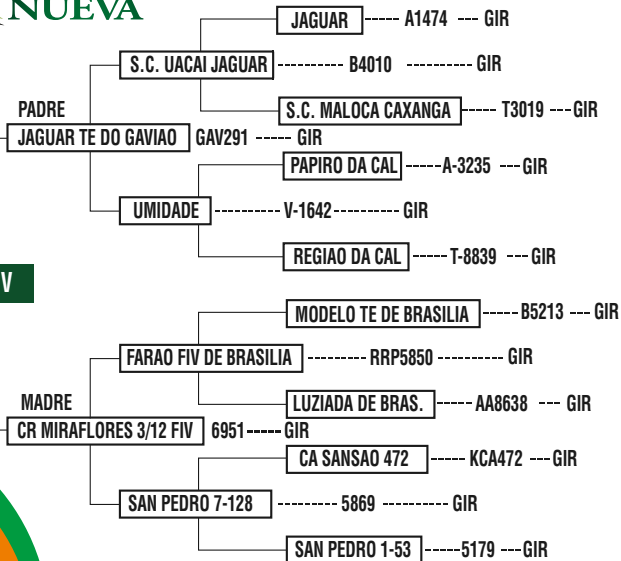 NUEVA
JAGUAR ----- A1474 --- GIR
S.C. UACAI JAGUAR ---------- B4010 ---------- GIR
S.C. MALOCA CAXANGA ----- T3019 --- GIR
PADRE
JAGUAR TE DO GAVIAO GAV291 ----- GIR
PAPIRO DA CAL ----- A-3235 --- GIR
UMIDADE ---------- V-1642 ---------- GIR
REGIAO DA CAL ----- T-8839 --- GIR
V
MODELO TE DE BRASILIA ----- B5213 --- GIR
FARAO FIV DE BRASILIA --------- RRP5850 ---------- GIR
LUZIADA DE BRAS. ----- AA8638 --- GIR
MADRE
CR MIRAFLORES 3/12 FIV 6951 ----- GIR
CA SANSAO 472 ----- KCA472 --- GIR
SAN PEDRO 7-128 --------- 5869 ---------- GIR
SAN PEDRO 1-53 ----- 5179 --- GIR